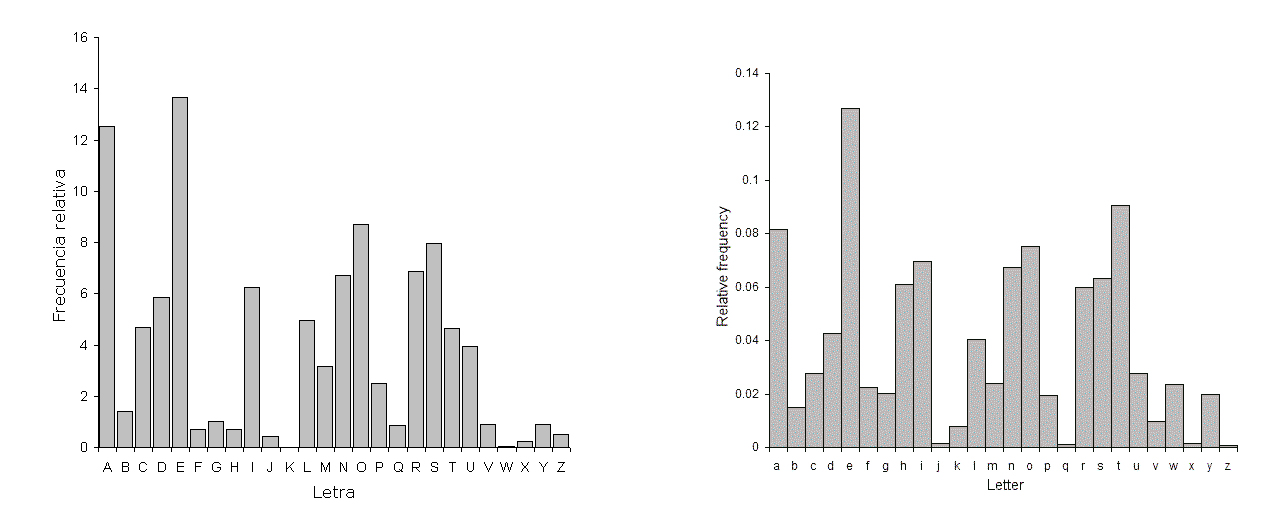 16
14
12
10
8
6
4
2
0
Frecuencia relativa
A B C D E F G H I J K L M N O P Q R S T U V W X Y Z
Letra
0.14
0.12
0.1
0.08
0.06
0.04
0.02
0
Relative frequency
a b c d e f g h i j k l m n o p q r s t u v w x y z
Letter